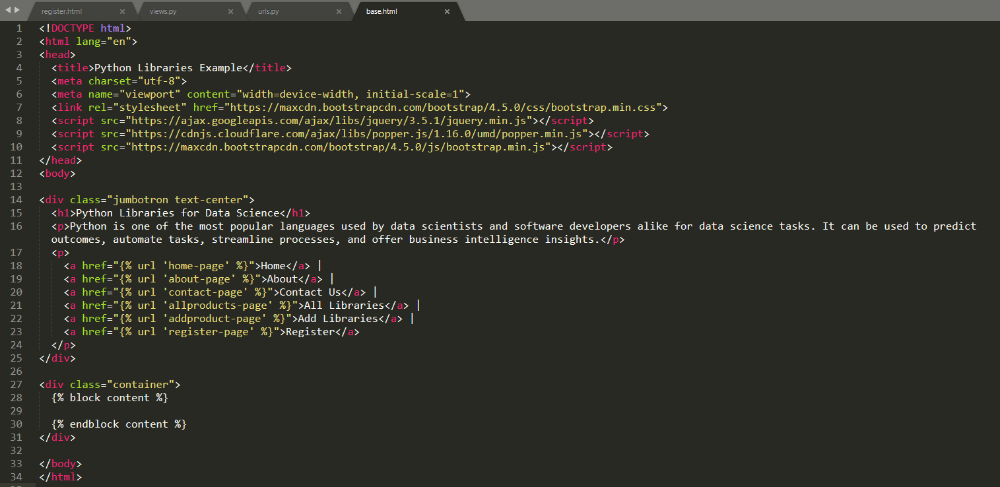 register.html × views.py × urls.py × base.html ×
1 <!DOCTYPE html>
2 <html lang="en">
3 <head>
4 <title>Python Libraries Example</title>
5 <meta charset="utf-8">
6 <meta name="viewport" content="width=device-width, initial-scale=1">
7 <link rel="stylesheet" href="https://maxcdn.bootstrapcdn.com/bootstrap/4.5.0/css/bootstrap.min.css">
8 <script src="https://ajax.googleapis.com/ajax/libs/jquery/3.5.1/jquery.min.js"></script>
9 <script src="https://cdnjs.cloudflare.com/ajax/libs/popper.js/1.16.0/umd/popper.min.js"></script>
10 <script src="https://maxcdn.bootstrapcdn.com/bootstrap/4.5.0/js/bootstrap.min.js"></script>
11 </head>
12 <body>
13
14 <div class="jumbotron text-center">
15 <h1>Python Libraries for Data Science</h1>
16 <p>Python is one of the most popular languages used by data scientists and software developers alike for data science tasks. It can be used to predict
outcomes, automate tasks, streamline processes, and offer business intelligence insights.</p>
17 <p>
18 <a href="{% url 'home-page' %}">Home</a> |
19 <a href="{% url 'about-page' %}">About</a> |
20 <a href="{% url 'contact-page' %}">Contact Us</a> |
21 <a href="{% url 'allproducts-page' %}">All Libraries</a> |
22 <a href="{% url 'addproduct-page' %}">Add Libraries</a> |
23 <a href="{% url 'register-page' %}">Register</a>
24 </p>
25 </div>
26
27 <div class="container">
28 {% block content %}
29
30 {% endblock content %}
31 </div>
32
33 </body>
34 </html>